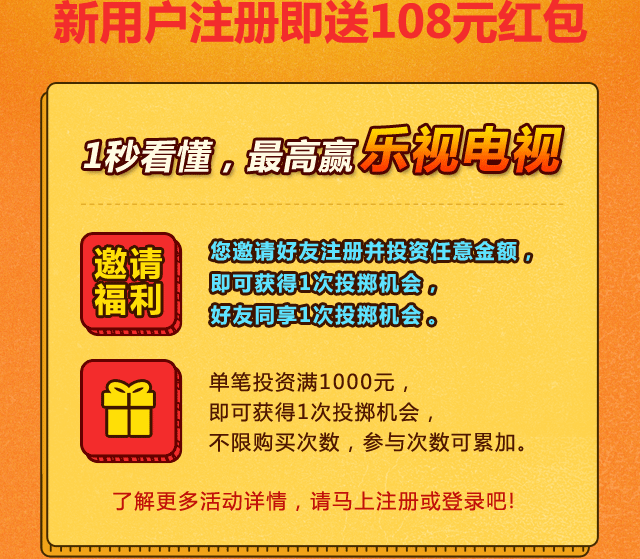 新用户注册即送108元红包
1秒看懂，最高赢乐视电视
邀请
福利
您邀请好友注册并投资任意金额，
即可获得1次投掷机会，
好友同享1次投掷机会。
单笔投资满1000元，
即可获得1次投掷机会，
不限购买次数，参与次数可累加。
了解更多活动详情，请马上注册或登录吧!